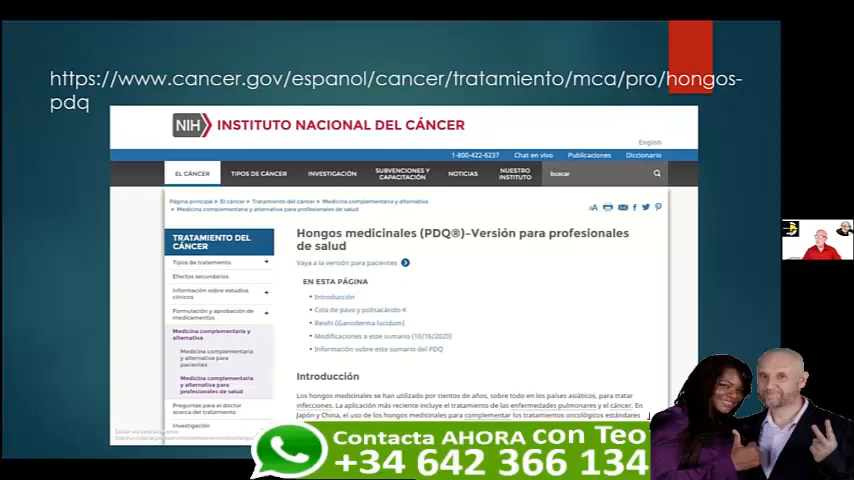 https://www.cancer.gov/espanol/cancer/tratamiento/mca/pro/hongos-
pdq
NIH INSTITUTO NACIONAL DEL CÁNCER
English
1-800-422-6237 Chat en vivo Publicaciones Diccionario
EL CÁNCER TIPOS DE CÁNCER INVESTIGACIÓN SUBVENCIONES Y CAPACITACIÓN NOTICIAS NUESTRO INSTITUTO buscar
Página principal El cáncer Tratamiento del cáncer Medicina complementaria y alternativa
Medicina complementaria y alternativa para profesionales de salud
TRATAMIENTO DEL
CÁNCER
Tipos de tratamiento
Efectos secundarios
Información sobre estudios
clínicos
Formulación y aprobación de
medicamentos
Medicina complementaria y
alternativa
Medicina complementaria
y alternativa para
pacientes
Medicina complementaria
y alternativa para
profesionales de salud
Preguntas para el doctor
acerca del tratamiento
Investigación
Hongos medicinales (PDQ®)–Versión para profesionales
de salud
Vaya a la versión para pacientes
EN ESTA PÁGINA
Introducción
Cola de pavo y polisacárido-K
Reishi (Ganoderma lucidum)
Modificaciones a este sumario (10/16/2020)
Información sobre este sumario del PDQ
Introducción
Los hongos medicinales se han utilizado por cientos de años, sobre todo en los países asiáticos, para tratar
infecciones. La aplicación más reciente incluye el tratamiento de las enfermedades pulmonares y el cáncer. En
Japón y China, el uso de los hongos medicinales para complementar los tratamientos oncológicos estándares
Contacta AHORA con Teo
+34 642 366 134